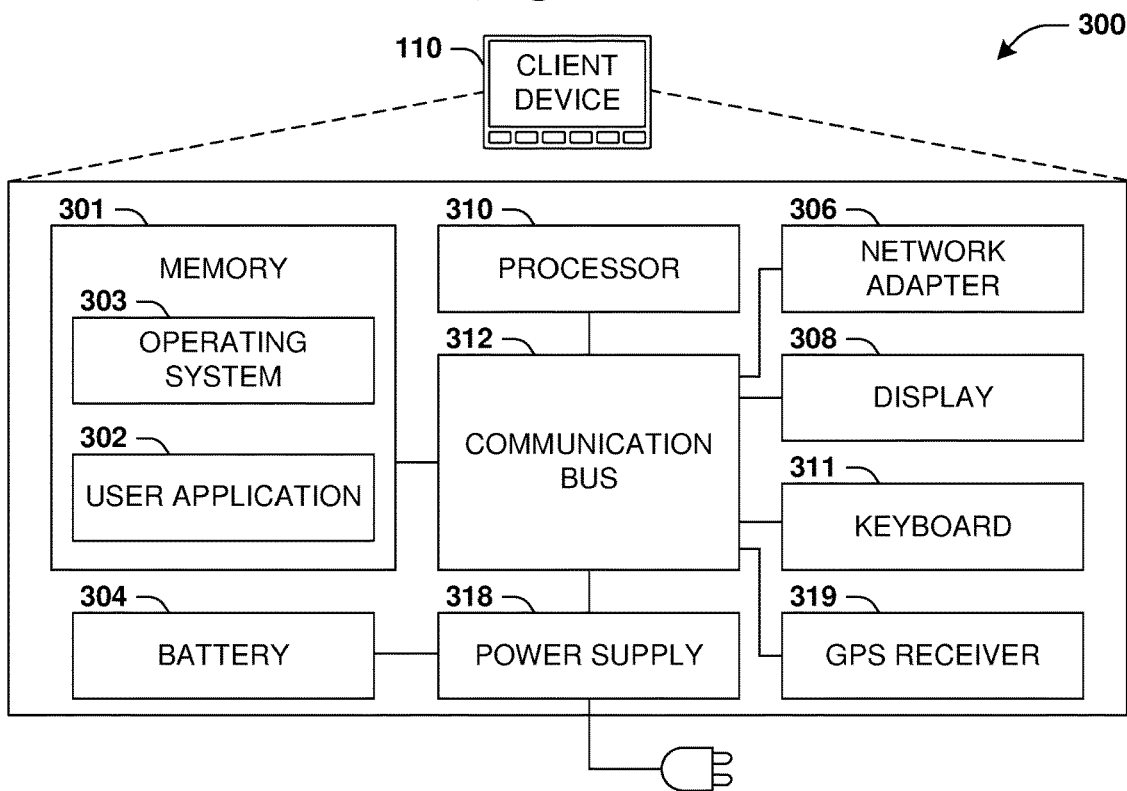 300
110
CLIENT
DEVICE
301
MEMORY
303
OPERATING
SYSTEM
302
USER APPLICATION
304
BATTERY
310
PROCESSOR
312
COMMUNICATION
BUS
318
POWER SUPPLY
306
NETWORK
ADAPTER
308
DISPLAY
311
KEYBOARD
319
GPS RECEIVER